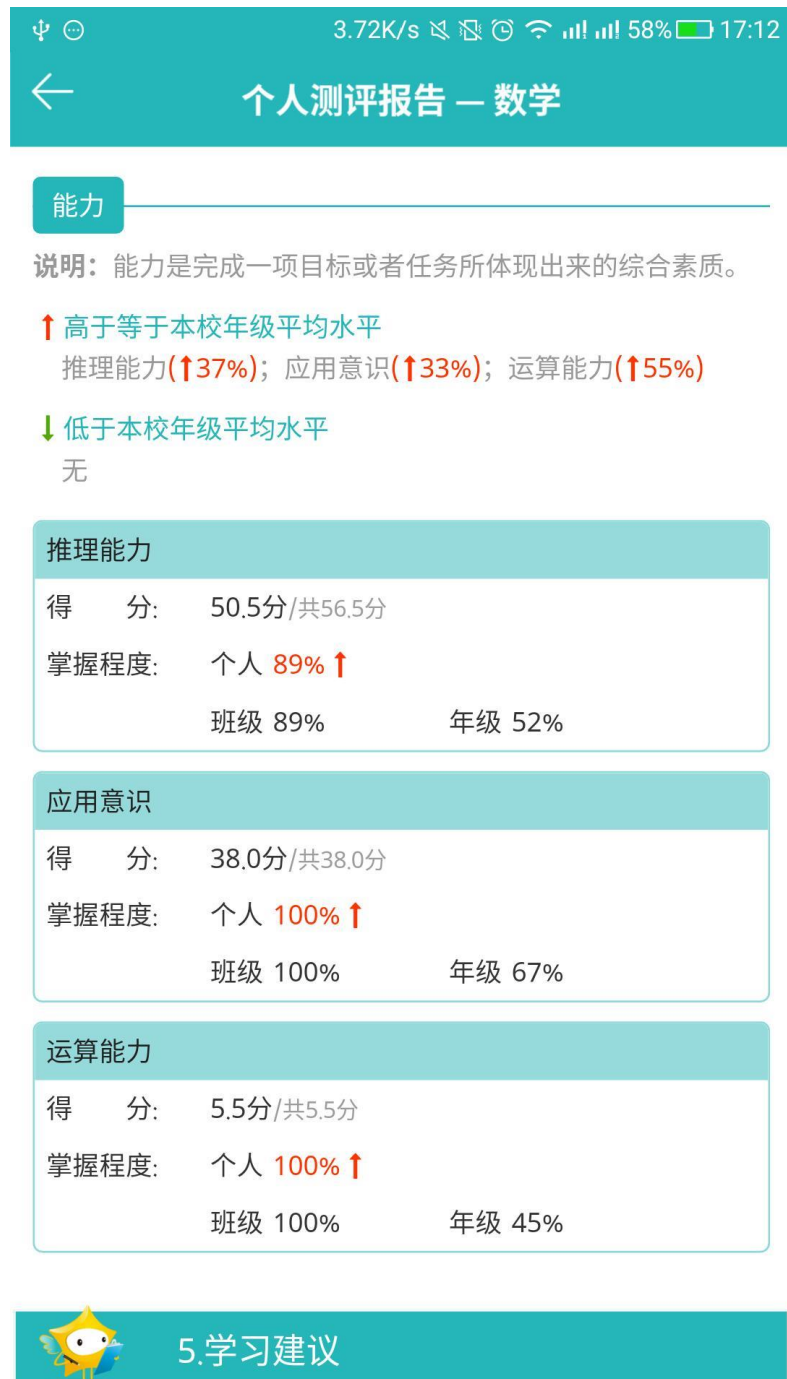 3.72K/s 58% 17:12
个人测评报告 — 数学
能力
说明：能力是完成一项目标或者任务所体现出来的综合素质。
↑高于等于本校年级平均水平
推理能力(↑37%)；应用意识(↑33%)；运算能力(↑55%)
↓低于本校年级平均水平
无
推理能力
得 分: 50.5分/共56.5分
掌握程度: 个人 89% ↑
班级 89% 年级 52%
应用意识
得 分: 38.0分/共38.0分
掌握程度: 个人 100% ↑
班级 100% 年级 67%
运算能力
得 分: 5.5分/共5.5分
掌握程度: 个人 100% ↑
班级 100% 年级 45%
5.学习建议